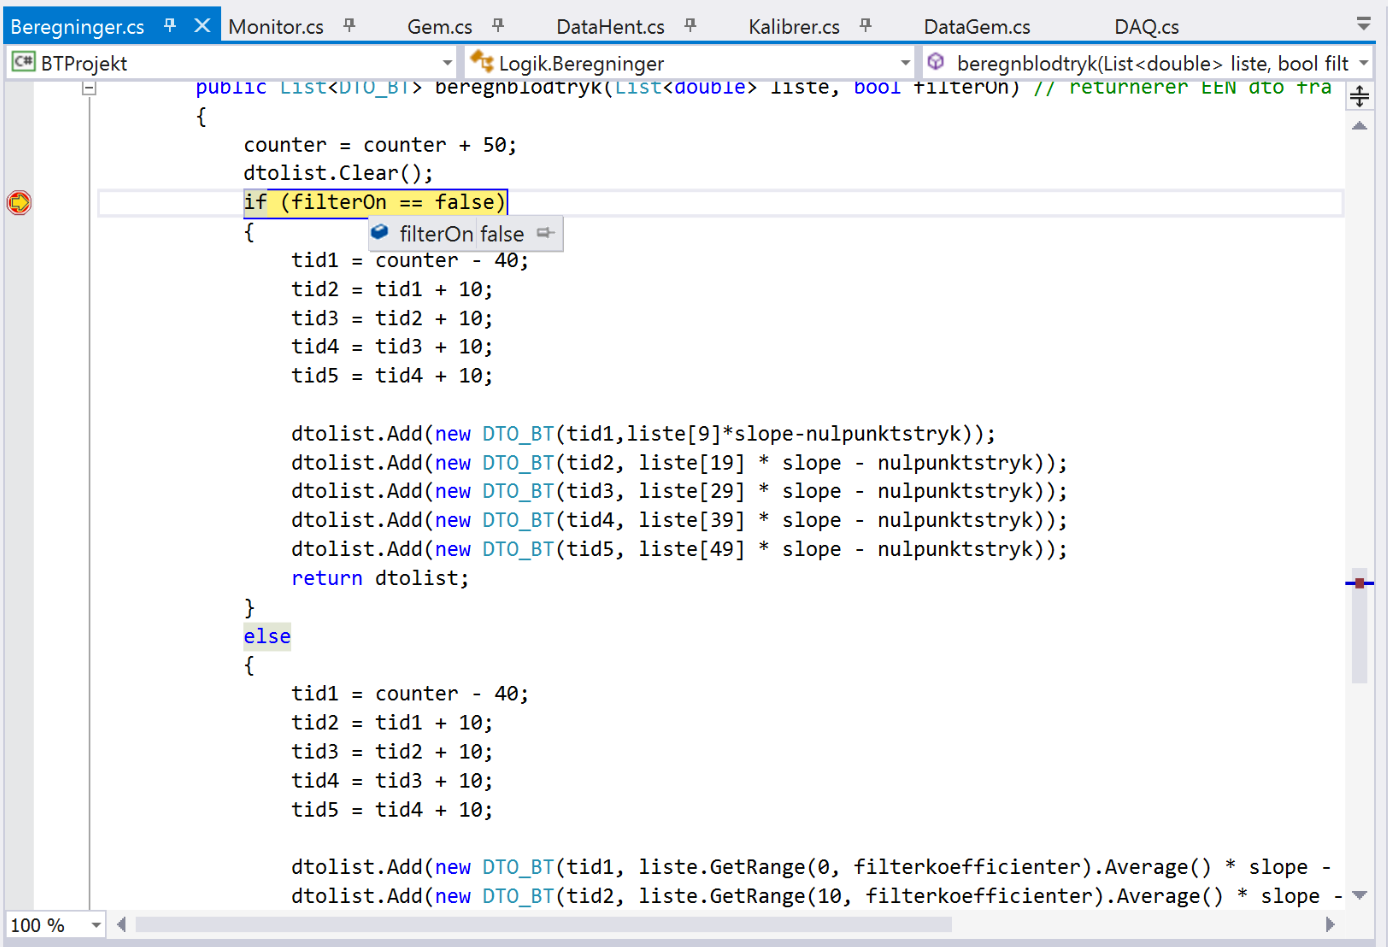 Beregninger.cs Monitor.cs Gem.cs DataHent.cs Kalibrer.cs DataGem.cs DAQ.cs
C# BTProjekt Logik.Beregninger beregnblodtryk(List<double> liste, bool filt
public List<DTO_BT> beregnblodtryk(List<double> liste, bool filterOn) // returnerer EEN dto fra
{
counter = counter + 50;
dtolist.Clear();
if (filterOn == false)
{
filterOn false
tid1 = counter - 40;
tid2 = tid1 + 10;
tid3 = tid2 + 10;
tid4 = tid3 + 10;
tid5 = tid4 + 10;
dtolist.Add(new DTO_BT(tid1,liste[9]*slope-nulpunktstryk));
dtolist.Add(new DTO_BT(tid2, liste[19] * slope - nulpunktstryk));
dtolist.Add(new DTO_BT(tid3, liste[29] * slope - nulpunktstryk));
dtolist.Add(new DTO_BT(tid4, liste[39] * slope - nulpunktstryk));
dtolist.Add(new DTO_BT(tid5, liste[49] * slope - nulpunktstryk));
return dtolist;
}
else
{
tid1 = counter - 40;
tid2 = tid1 + 10;
tid3 = tid2 + 10;
tid4 = tid3 + 10;
tid5 = tid4 + 10;
dtolist.Add(new DTO_BT(tid1, liste.GetRange(0, filterkoefficienter).Average() * slope -
dtolist.Add(new DTO_BT(tid2, liste.GetRange(10, filterkoefficienter).Average() * slope -
100 %